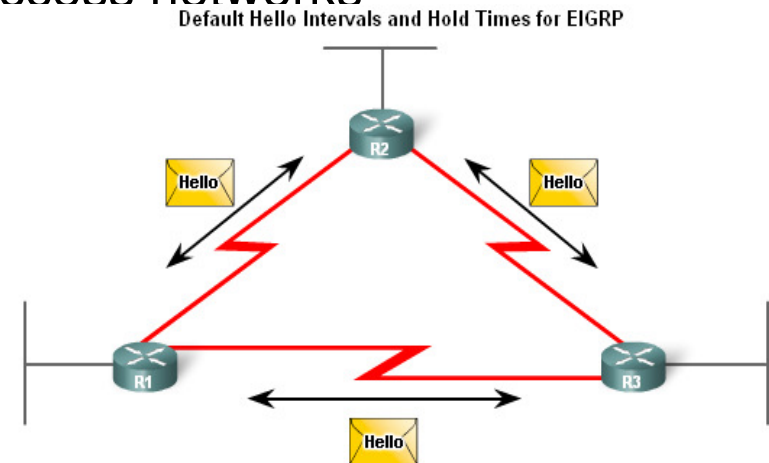 Default Hello Intervals and Hold Times for EIGRP
R2
Hello
Hello
R1
R3
Hello